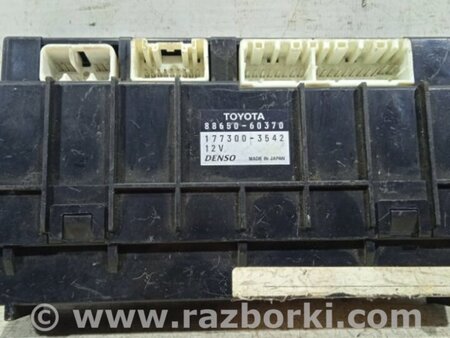 TOYOTA
88650-60370
177300-3542
12V
DENSO MADE IN JAPAN
© www.razborki.com